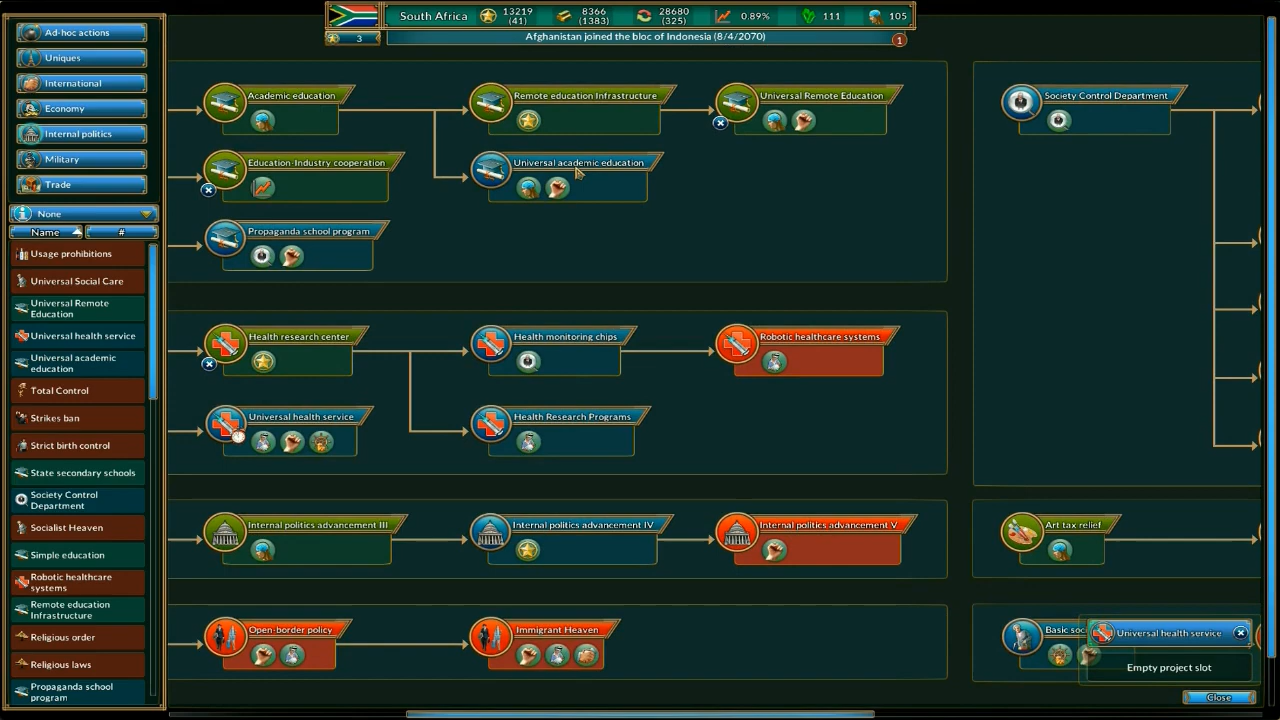 South Africa
13219
(41)
8366
(1383)
28680
(325)
0.89%
111
105
3
Afghanistan joined the bloc of Indonesia (8/4/2070)
1
Ad-hoc actions
Uniques
International
Economy
Internal politics
Military
Trade
None
Name
#
Usage prohibitions
Universal Social Care
Universal Remote
Education
Universal health service
Universal academic
education
Total Control
Strikes ban
Strict birth control
State secondary schools
Society Control
Department
Socialist Heaven
Simple education
Robotic healthcare
systems
Remote education
Infrastructure
Religious order
Religious laws
Propaganda school
program
Academic education
Remote education Infrastructure
Universal Remote Education
Education-Industry cooperation
Universal academic education
Propaganda school program
Society Control Department
Health research center
Health monitoring chips
Robotic healthcare systems
Universal health service
Health Research Programs
Internal politics advancement III
Internal politics advancement IV
Internal politics advancement V
Art tax relief
Open-border policy
Immigrant Heaven
Basic soc
Universal health service
Empty project slot
Close